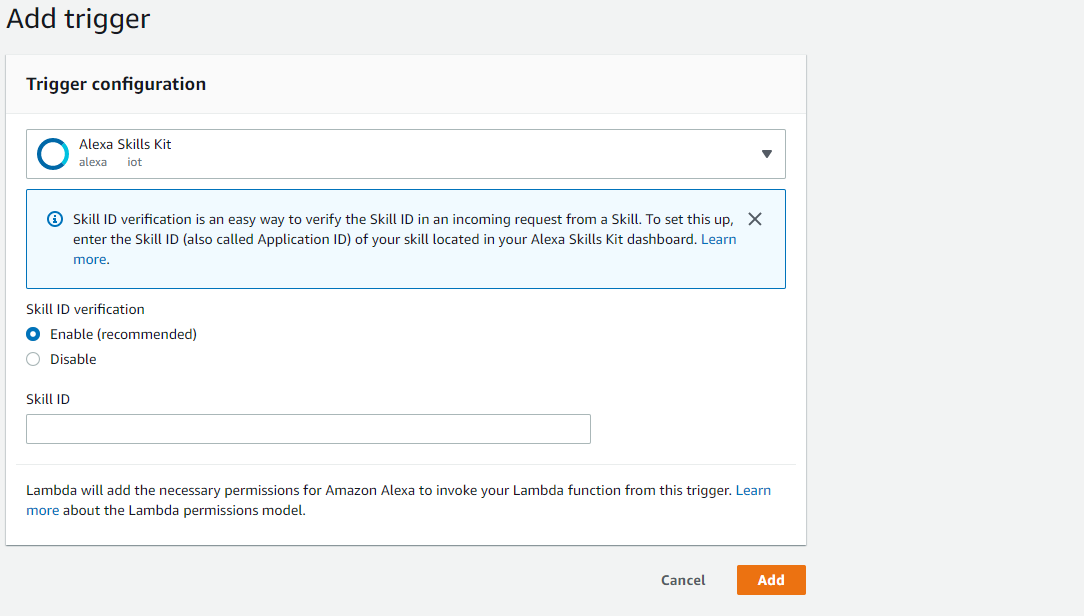 Add trigger
Trigger configuration
Alexa Skills Kit
alexa iot
Skill ID verification is an easy way to verify the Skill ID in an incoming request from a Skill. To set this up,
enter the Skill ID (also called Application ID) of your skill located in your Alexa Skills Kit dashboard. Learn
more.
Skill ID verification
Enable (recommended)
Disable
Skill ID
Lambda will add the necessary permissions for Amazon Alexa to invoke your Lambda function from this trigger. Learn
more about the Lambda permissions model.
Cancel Add